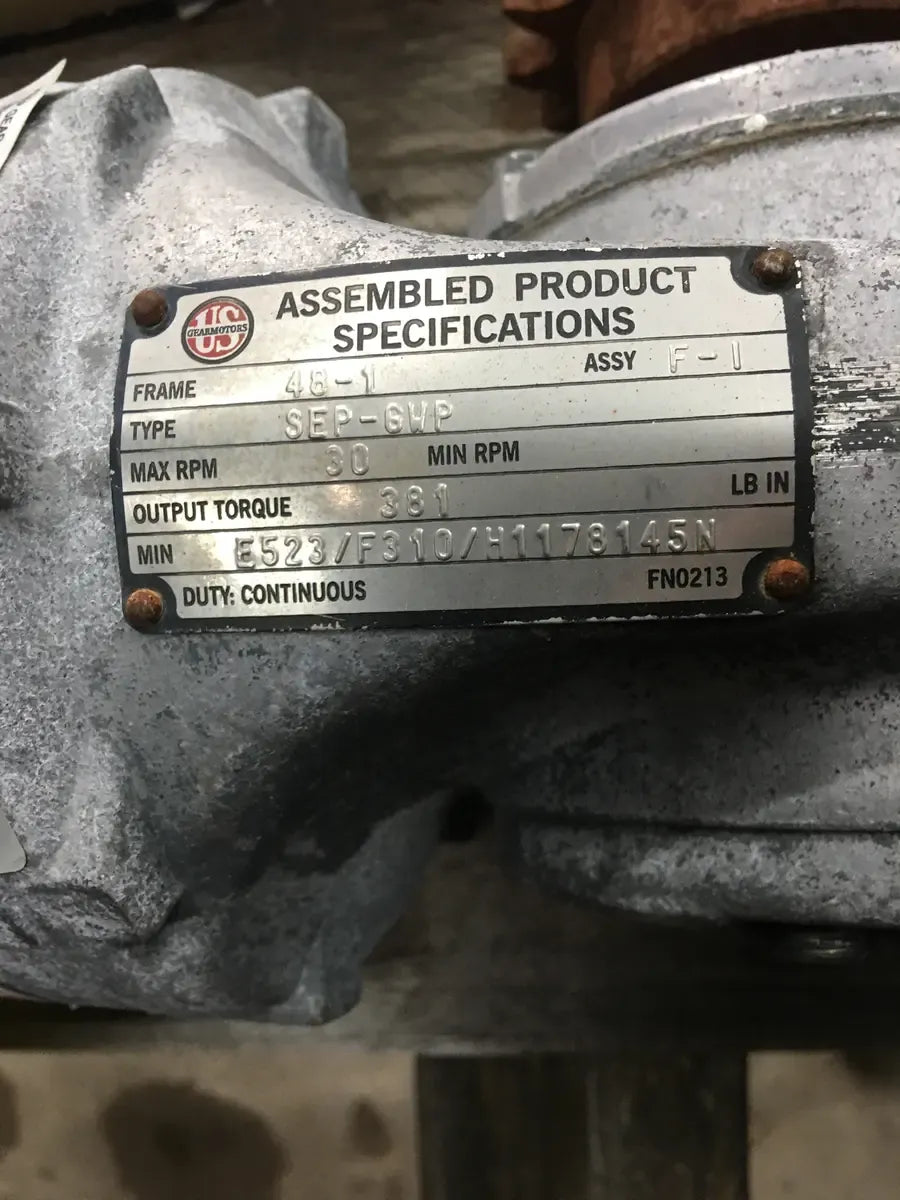 GEAR
US
GEARMOTORS
ASSEMBLED PRODUCT
SPECIFICATIONS
FRAME 48-1 ASSY F-1
TYPE SEP-GWP
MAX RPM 30 MIN RPM
OUTPUT TORQUE 381 LB IN
MIN E523/F310/H1178145N
DUTY: CONTINUOUS FN0213